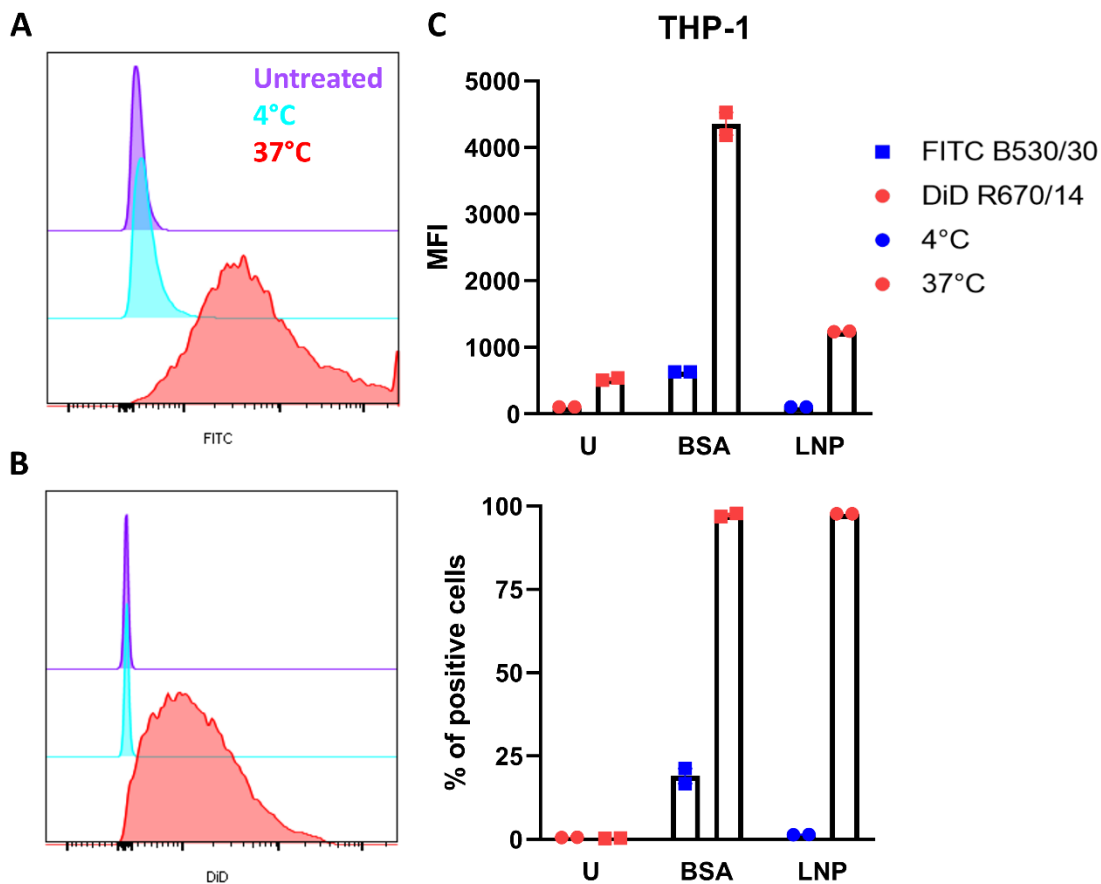 A
Untreated
4°C
37°C
FITC
B
DiD
C
THP-1
MFI
5000
4000
3000
2000
1000
0
U
BSA
LNP
FITC B530/30
DiD R670/14
4°C
37°C
% of positive cells
100
75
50
25
0
U
BSA
LNP